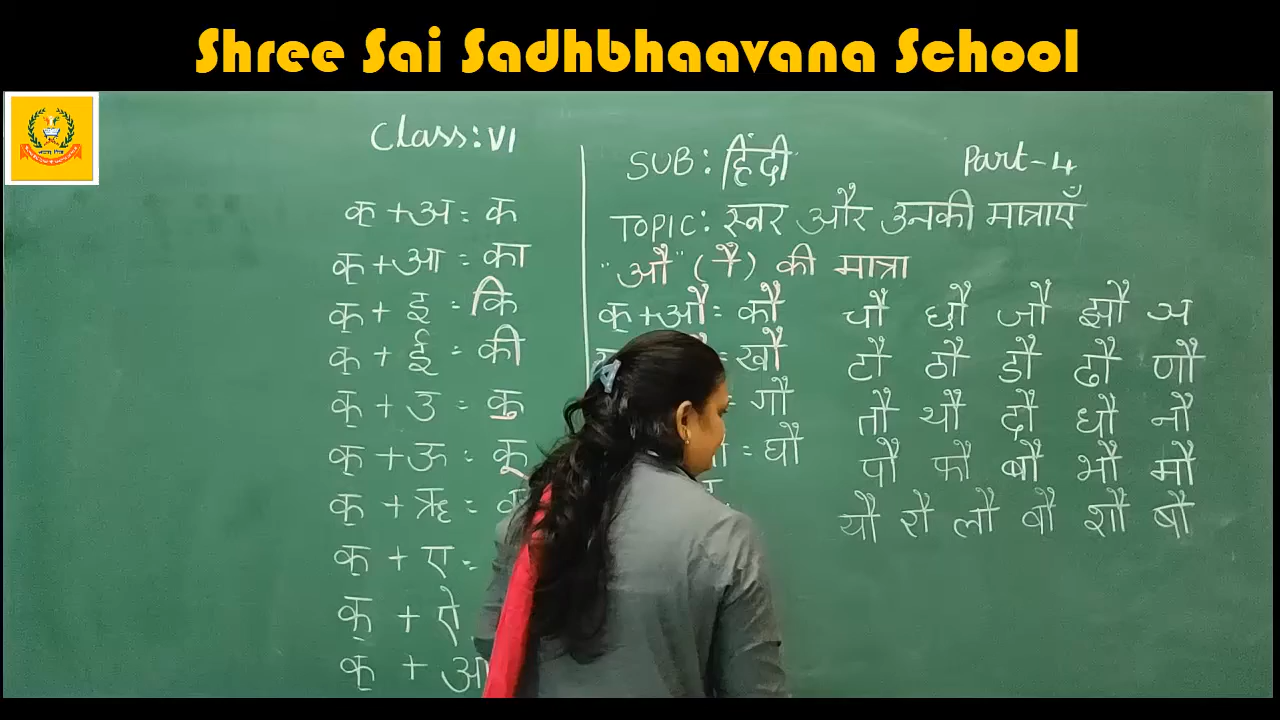 Shree Sai Sadhbhaavana School
Class: VI
क् + अ = क
क् + आ = का
क् + इ = कि
क् + ई = की
क् + उ = कु
क् + ऊ = कू
क् + ऋ =
क् + ए =
क् + ऐ
क्
SUB: हिंदी
Part-4
TOPIC: स्वर और उनकी मात्राएँ
"औ" ( ौ ) की मात्रा
क् + औ = कौ
= खौ
= गौ
= घौ
चौ छौ जौ झौ ञ
टौ ठौ डौ ढौ णौ
तौ थौ दौ धौ नौ
पौ फौ बौ भौ मौ
यौ रौ लौ वौ शौ